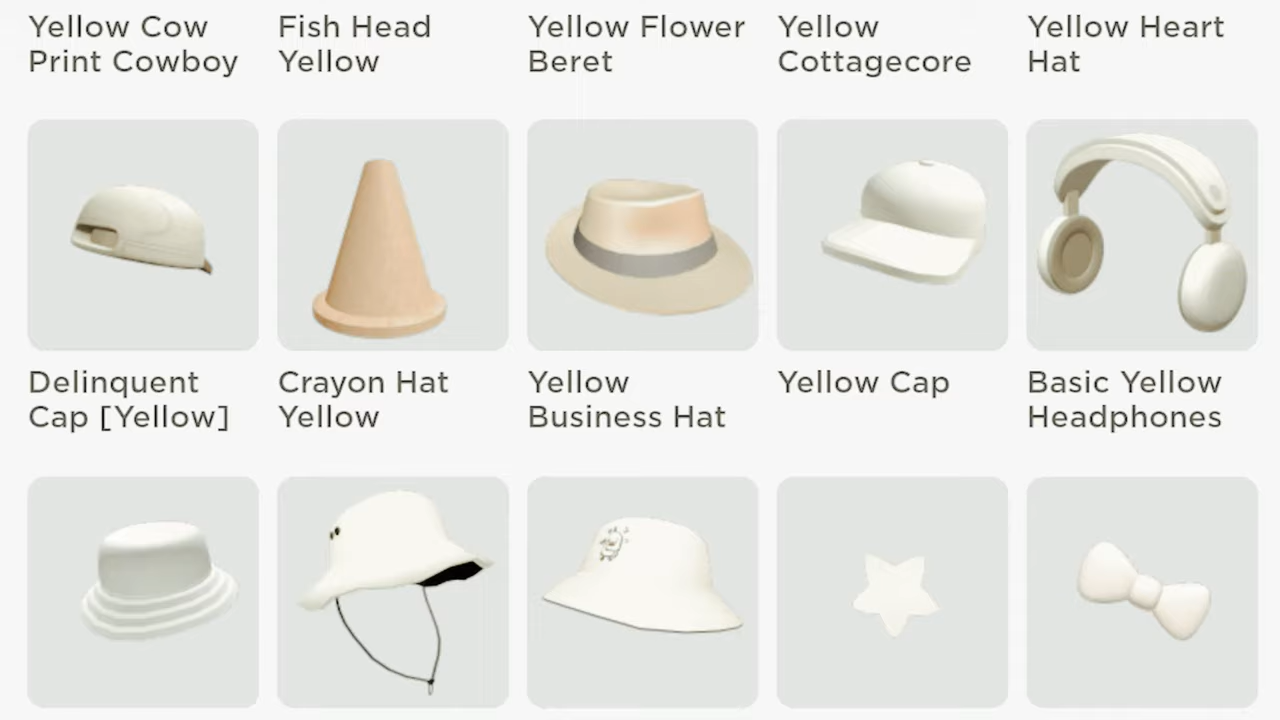 Yellow Cow
Print Cowboy
Fish Head
Yellow
Yellow Flower
Beret
Yellow
Cottagecore
Yellow Heart
Hat
Delinquent
Cap [Yellow]
Crayon Hat
Yellow
Yellow
Business Hat
Yellow Cap
Basic Yellow
Headphones